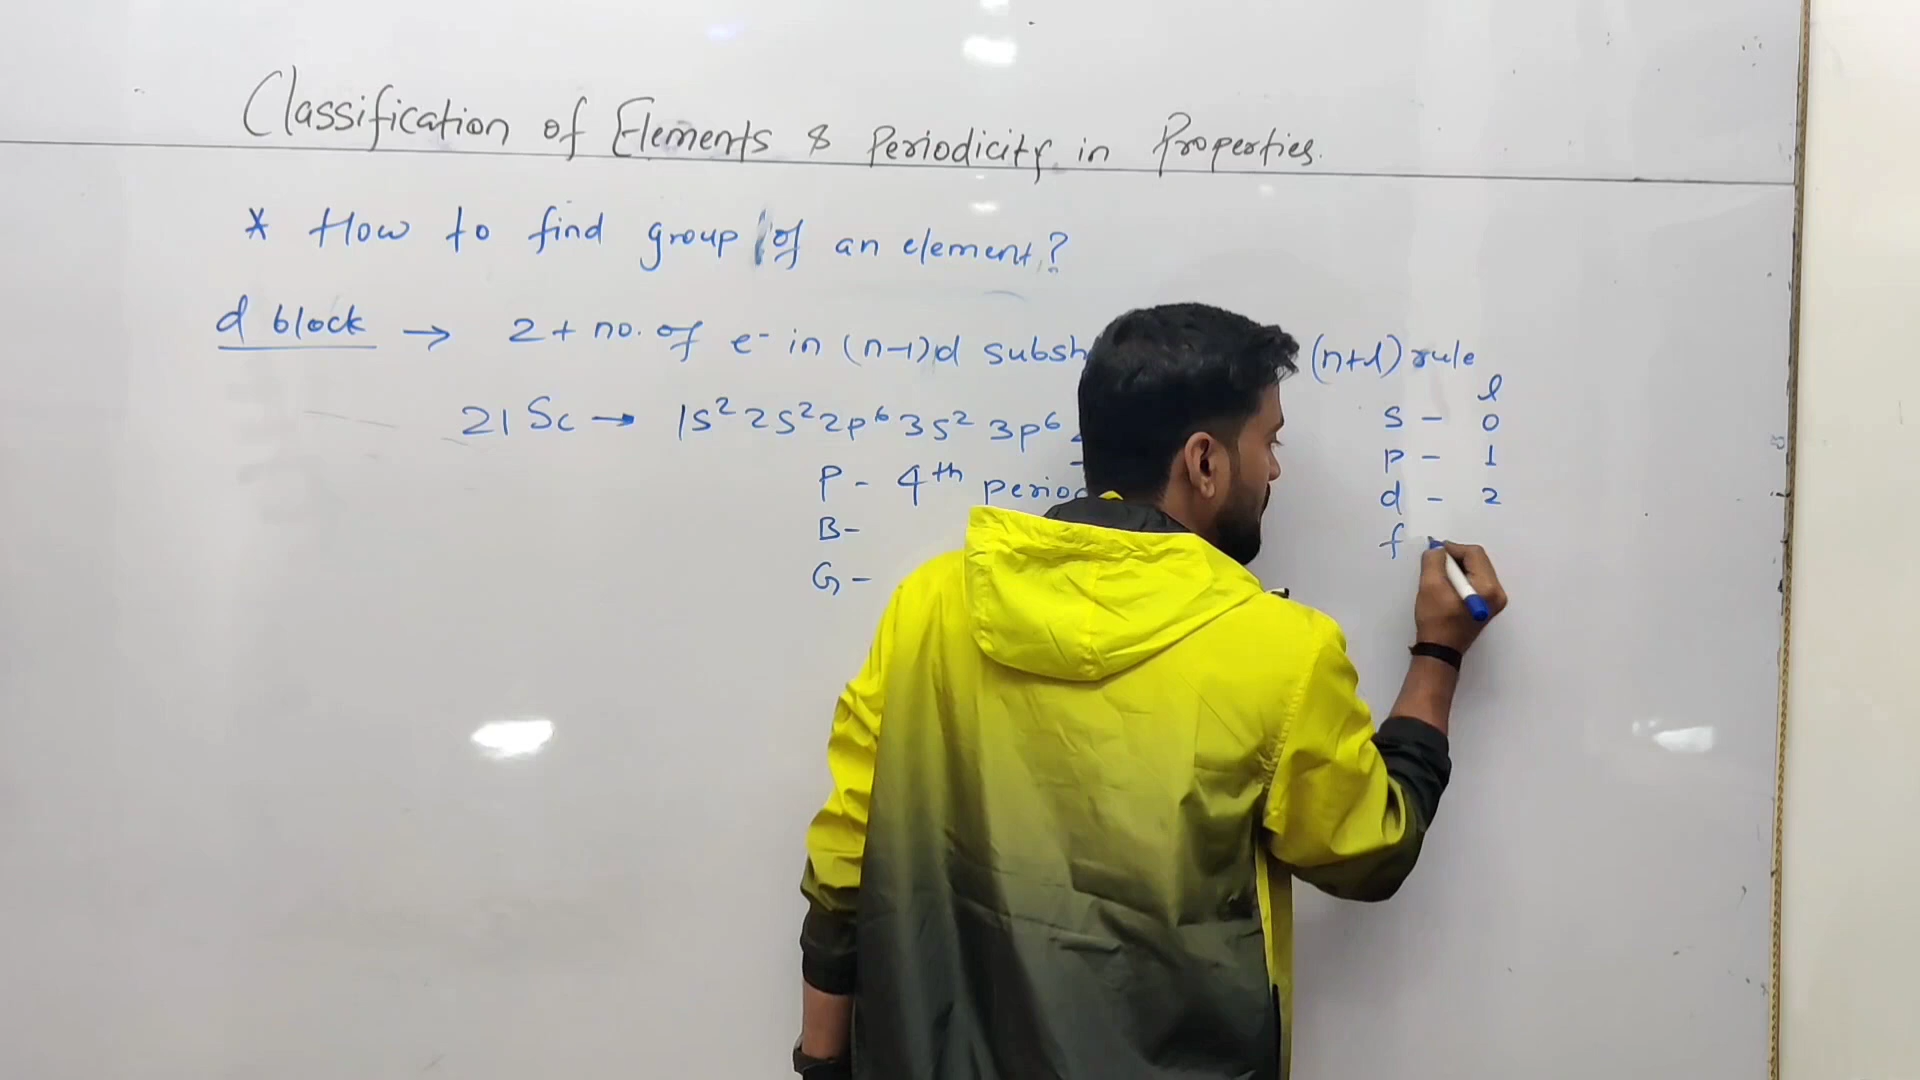 Classification of Elements & Periodicity in Properties.
* How to find group of an element?
d block → 2 + no. of e- in (n-1)d subsh
21 Sc → 1s² 2s² 2p⁶ 3s² 3p⁶
P - 4th period
B-
G-
(n+l) rule
l
s - 0
p - 1
d - 2
f -